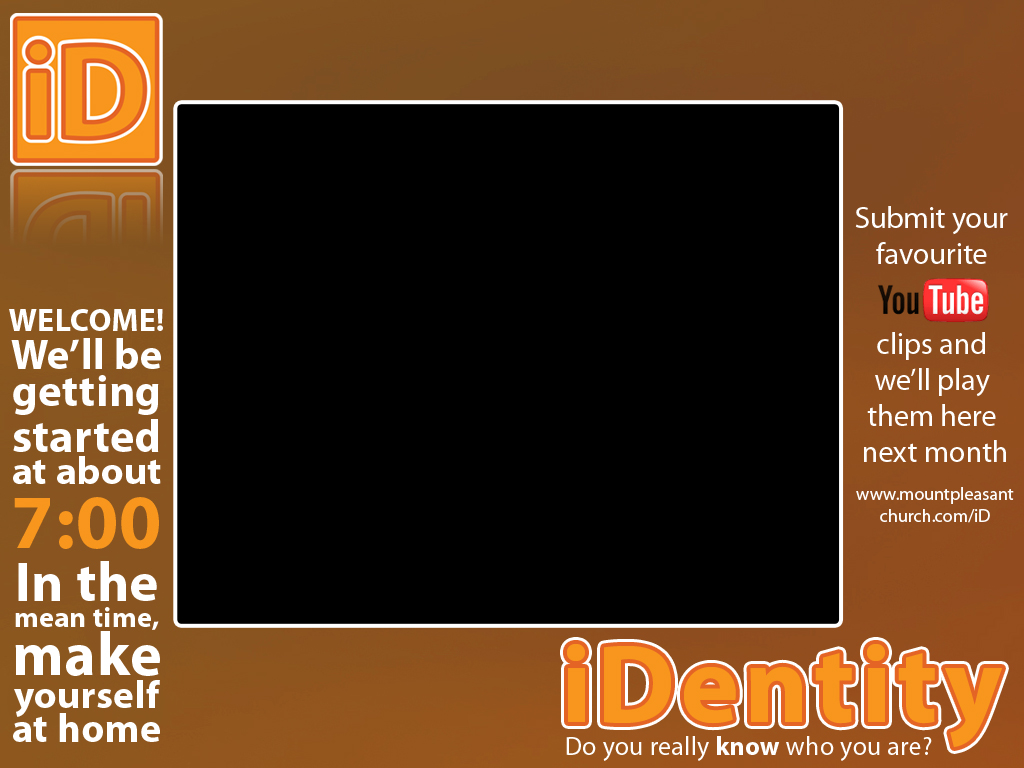 iD
WELCOME!
We'll be
getting
started
at about
7:00
In the
mean time,
make
yourself
at home
Submit your
favourite
YouTube
clips and
we'll play
them here
next month
www.mountpleasant
church.com/iD
iDentity
Do you really know who you are?